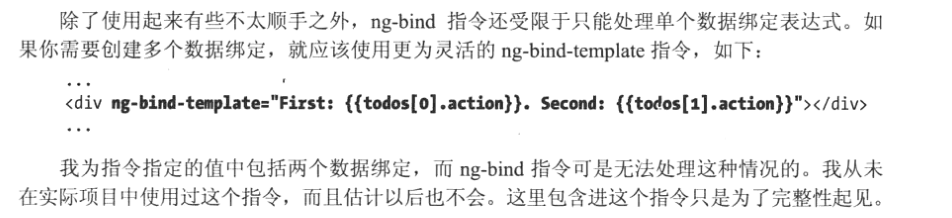 除了使用起来有些不太顺手之外，ng-bind 指令还受限于只能处理单个数据绑定表达式。如
果你需要创建多个数据绑定，就应该使用更为灵活的 ng-bind-template 指令，如下：
...
<div ng-bind-template="First: {{todos[0].action}}. Second: {{todos[1].action}}"></div>
...
我为指令指定的值中包括两个数据绑定，而 ng-bind 指令可是无法处理这种情况的。我从未
在实际项目中使用过这个指令，而且估计以后也不会。这里包含进这个指令只是为了完整性起见。